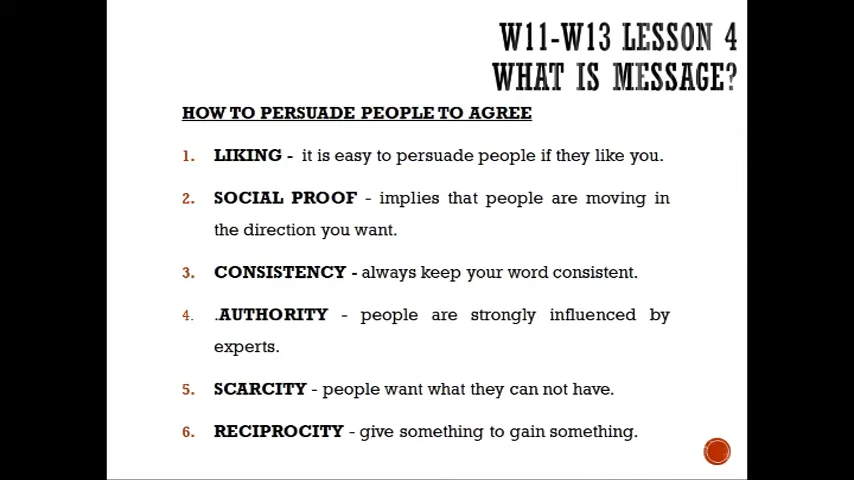 W11-W13 LESSON 4
WHAT IS MESSAGE?
HOW TO PERSUADE PEOPLE TO AGREE
1. LIKING - it is easy to persuade people if they like you.
2. SOCIAL PROOF - implies that people are moving in
the direction you want.
3. CONSISTENCY - always keep your word consistent.
4. .AUTHORITY - people are strongly influenced by
experts.
5. SCARCITY - people want what they can not have.
6. RECIPROCITY - give something to gain something.